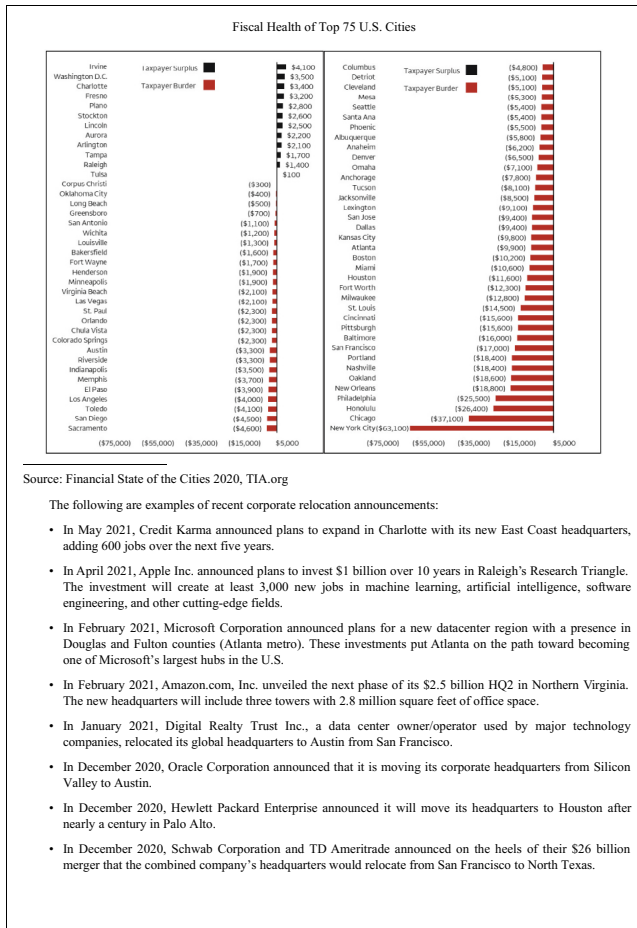 Fiscal Health of Top 75 U.S. Cities
Taxpayer Surplus
Taxpayer Burder
Irvine $4,100
Washington D.C. $3,500
Charlotte $3,400
Fresno $3,200
Plano $2,800
Stockton $2,600
Lincoln $2,500
Aurora $2,200
Arlington $2,100
Tampa $1,700
Raleigh $1,400
Tulsa $100
Corpus Christi ($300)
Oklahoma City ($400)
Long Beach ($500)
Greensboro ($700)
San Antonio ($1,100)
Wichita ($1,200)
Louisville ($1,300)
Bakersfield ($1,600)
Fort Wayne ($1,700)
Henderson ($1,900)
Minneapolis ($1,900)
Virginia Beach ($2,100)
Las Vegas ($2,100)
St. Paul ($2,300)
Orlando ($2,300)
Chula Vista ($2,300)
Colorado Springs ($2,300)
Austin ($3,300)
Riverside ($3,300)
Indianapolis ($3,500)
Memphis ($3,700)
El Paso ($3,900)
Los Angeles ($4,000)
Toledo ($4,100)
San Diego ($4,500)
Sacramento ($4,600)
($75,000) ($55,000) ($35,000) ($15,000) $5,000
Taxpayer Surplus
Taxpayer Burder
Columbus ($4,800)
Detriot ($5,100)
Cleveland ($5,100)
Mesa ($5,300)
Seattle ($5,400)
Santa Ana ($5,400)
Phoenic ($5,500)
Albuquerque ($5,800)
Anaheim ($6,200)
Denver ($6,500)
Omaha ($7,100)
Anchorage ($7,800)
Tucson ($8,100)
Jacksonville ($8,500)
Lexington ($9,100)
San Jose ($9,400)
Dallas ($9,400)
Kansas City ($9,800)
Atlanta ($9,900)
Boston ($10,200)
Miami ($10,600)
Houston ($11,600)
Fort Worth ($12,300)
Milwaukee ($12,800)
St. Louis ($14,500)
Cincinnati ($15,600)
Pittsburgh ($15,600)
Baltimore ($16,000)
San Francisco ($17,000)
Portland ($18,400)
Nashville ($18,400)
Oakland ($18,600)
New Orleans ($18,800)
Philadelphia ($25,500)
Honolulu ($26,400)
Chicago ($37,100)
New York City($63,100)
($75,000) ($55,000) ($35,000) ($15,000) $5,000
Source: Financial State of the Cities 2020, TIA.org
The following are examples of recent corporate relocation announcements:
• In May 2021, Credit Karma announced plans to expand in Charlotte with its new East Coast headquarters,
adding 600 jobs over the next five years.
• In April 2021, Apple Inc. announced plans to invest $1 billion over 10 years in Raleigh's Research Triangle.
The investment will create at least 3,000 new jobs in machine learning, artificial intelligence, software
engineering, and other cutting-edge fields.
• In February 2021, Microsoft Corporation announced plans for a new datacenter region with a presence in
Douglas and Fulton counties (Atlanta metro). These investments put Atlanta on the path toward becoming
one of Microsoft's largest hubs in the U.S.
• In February 2021, Amazon.com, Inc. unveiled the next phase of its $2.5 billion HQ2 in Northern Virginia.
The new headquarters will include three towers with 2.8 million square feet of office space.
• In January 2021, Digital Realty Trust Inc., a data center owner/operator used by major technology
companies, relocated its global headquarters to Austin from San Francisco.
• In December 2020, Oracle Corporation announced that it is moving its corporate headquarters from Silicon
Valley to Austin.
• In December 2020, Hewlett Packard Enterprise announced it will move its headquarters to Houston after
nearly a century in Palo Alto.
• In December 2020, Schwab Corporation and TD Ameritrade announced on the heels of their $26 billion
merger that the combined company's headquarters would relocate from San Francisco to North Texas.